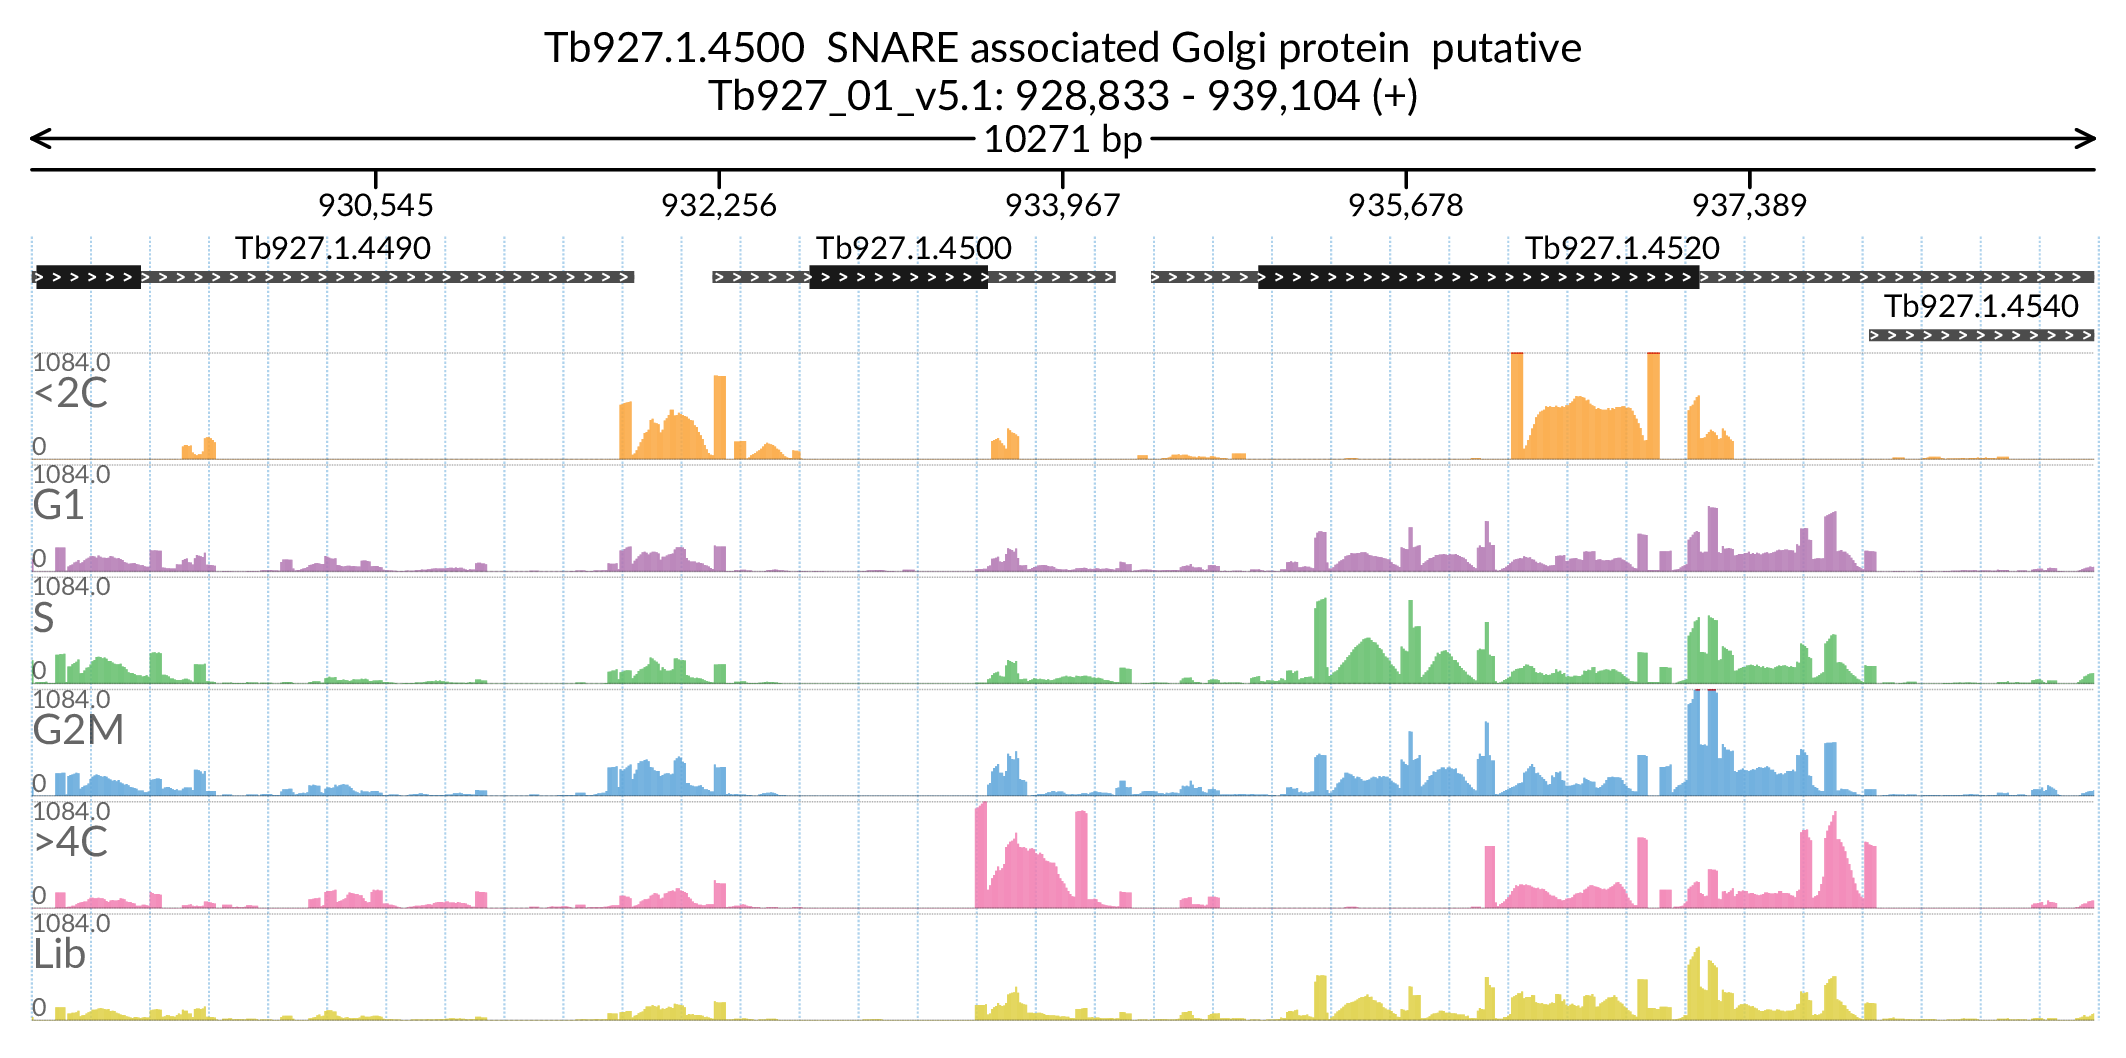 Tb927.1.4500  SNARE associated Golgi protein  putative
Tb927_01_v5.1: 928,833 - 939,104 (+)
10271 bp
930,545 932,256 933,967 935,678 937,389
Tb927.1.4490 Tb927.1.4500 Tb927.1.4520
Tb927.1.4540
1084.0
<2C
0
1084.0
G1
0
1084.0
S
0
1084.0
G2M
0
1084.0
>4C
0
1084.0
Lib
0